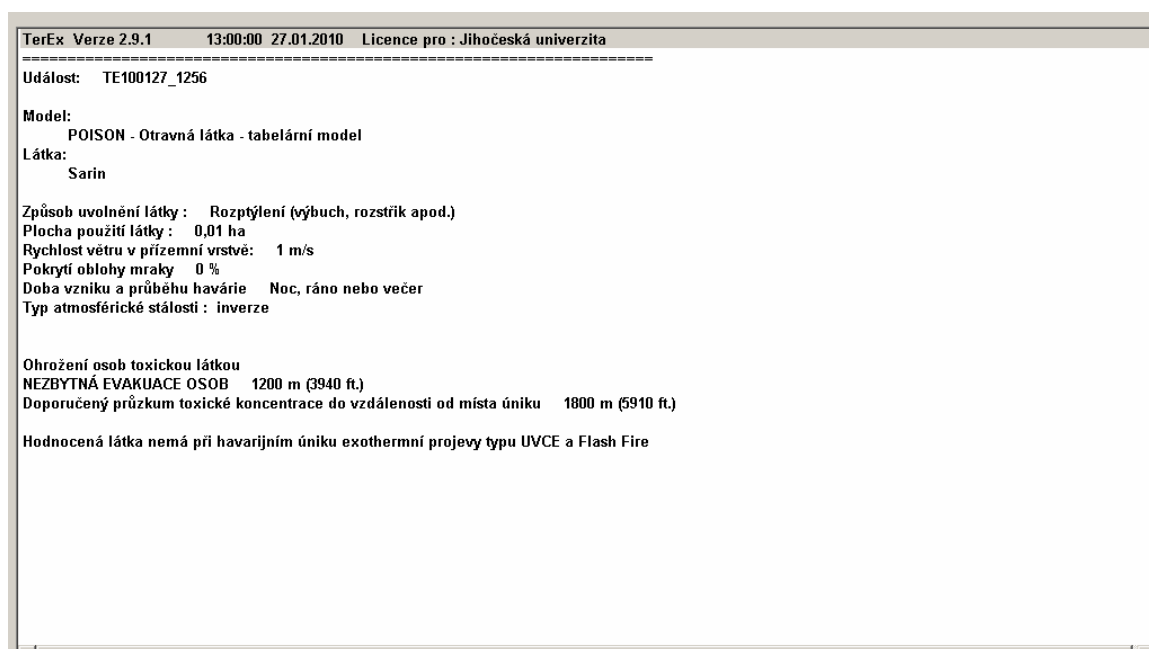 TerEx Verze 2.9.1 13:00:00 27.01.2010 Licence pro : Jihočeská univerzita
======================================================================
Událost: TE100127_1256
Model:
POISON - Otravná látka - tabelární model
Látka:
Sarin
Způsob uvolnění látky : Rozptýlení (výbuch, rozstřik apod.)
Plocha použití látky : 0,01 ha
Rychlost větru v přízemní vrstvě: 1 m/s
Pokrytí oblohy mraky 0 %
Doba vzniku a průběhu havárie Noc, ráno nebo večer
Typ atmosférické stálosti : inverze
Ohrožení osob toxickou látkou
NEZBYTNÁ EVAKUACE OSOB 1200 m (3940 ft.)
Doporučený průzkum toxické koncentrace do vzdálenosti od místa úniku 1800 m (5910 ft.)
Hodnocená látka nemá při havarijním úniku exothermní projevy typu UVCE a Flash Fire